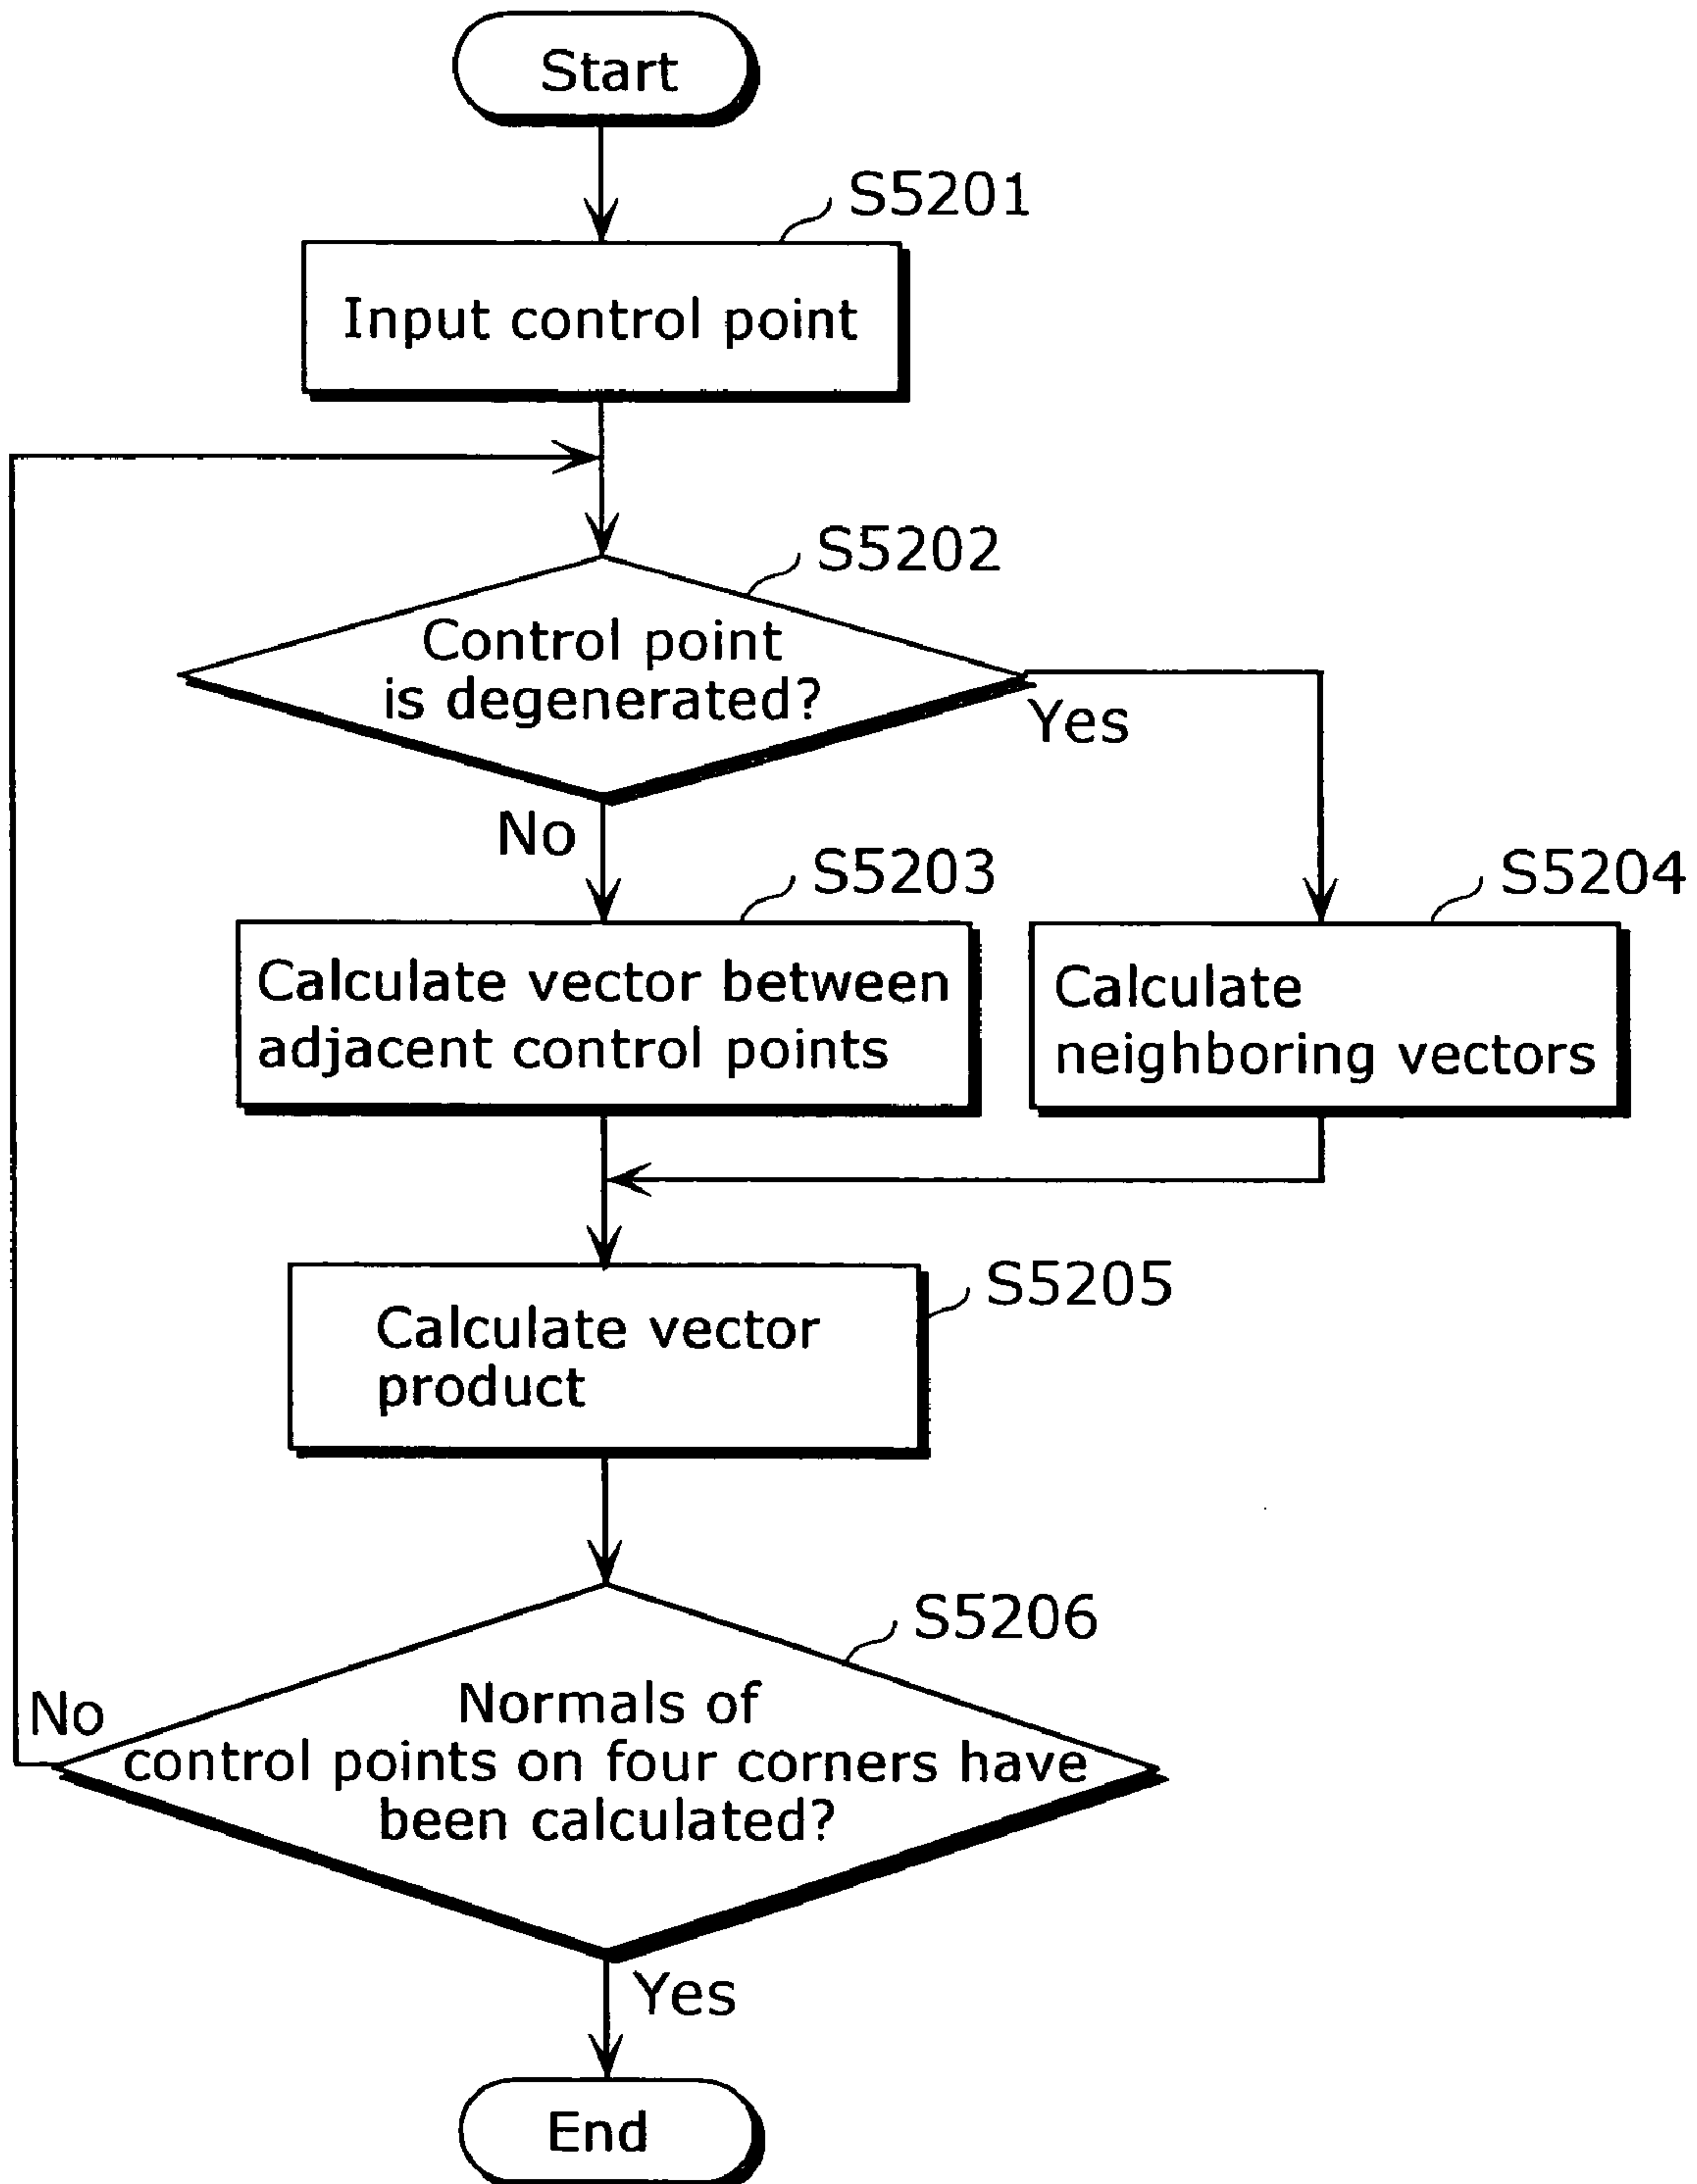 Start
S5201
Input control point
S5202
Control point
is degenerated?
Yes
No
S5203
Calculate vector between
adjacent control points
S5204
Calculate
neighboring vectors
S5205
Calculate vector
product
S5206
Normals of
control points on four corners have
been calculated?
No
Yes
End